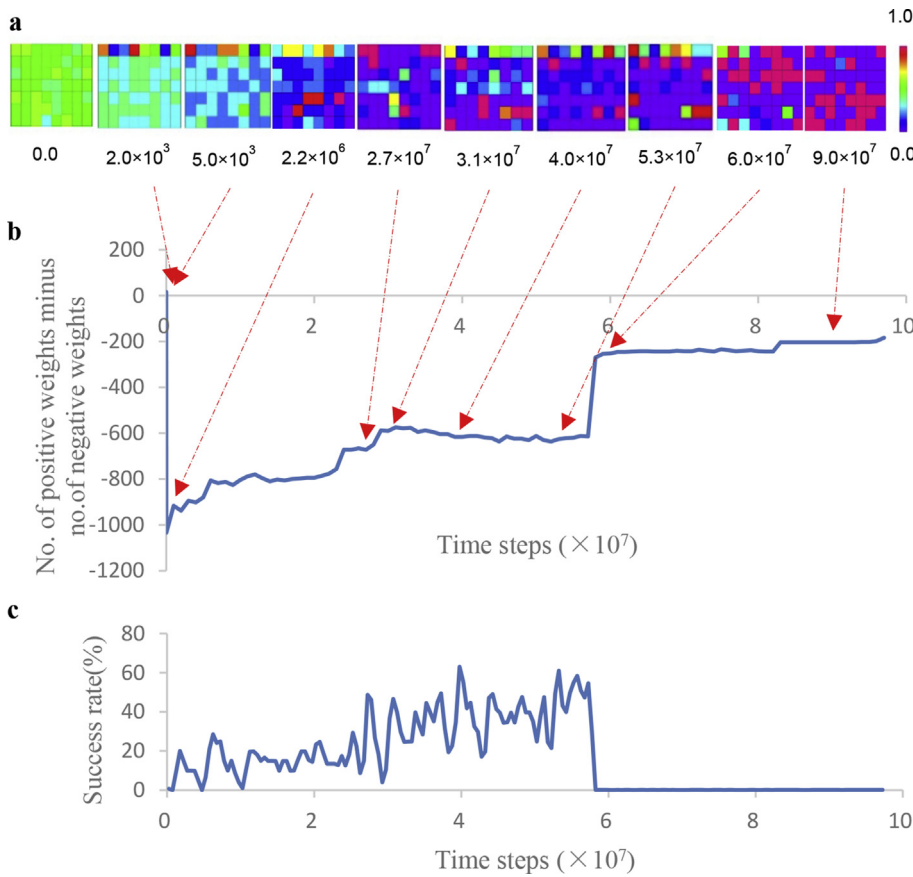 a
1.0
0.0 2.0×10³ 5.0×10³ 2.2×10⁶ 2.7×10⁷ 3.1×10⁷ 4.0×10⁷ 5.3×10⁷ 6.0×10⁷ 9.0×10⁷ 0.0
b
No. of positive weights minus
no.of negative weights
200
0
-200
-400
-600
-800
-1000
-1200
0 2 4 6 8 10
Time steps (×10⁷)
c
Success rate(%)
80
60
40
20
0
0 2 4 6 8 10
Time steps (×10⁷)